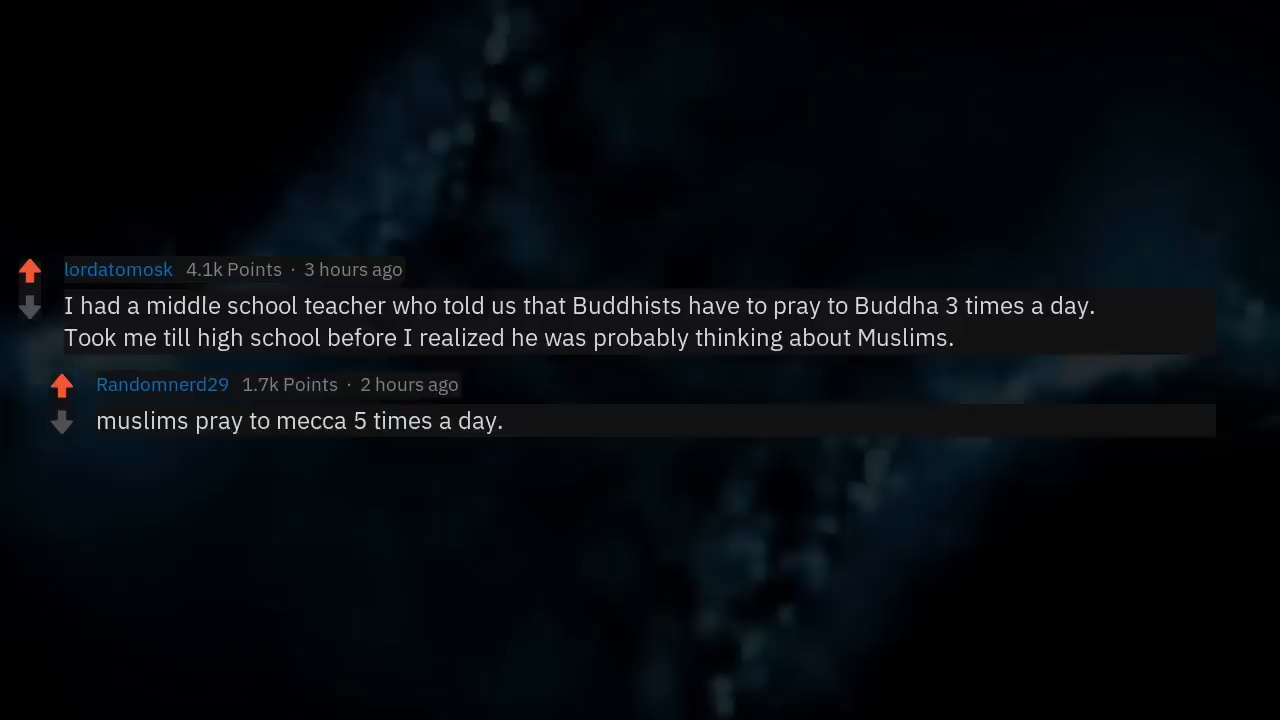 lordatomosk 4.1k Points · 3 hours ago
I had a middle school teacher who told us that Buddhists have to pray to Buddha 3 times a day.
Took me till high school before I realized he was probably thinking about Muslims.
Randomnerd29 1.7k Points · 2 hours ago
muslims pray to mecca 5 times a day.